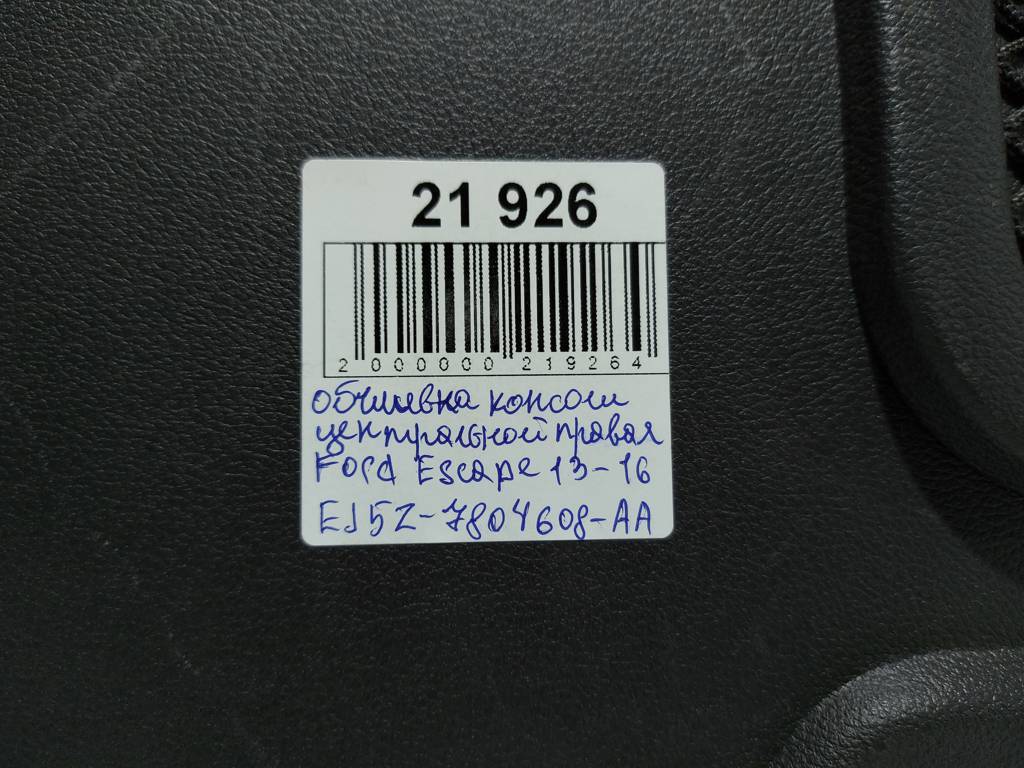 21 926
2 000000 219264
обшивка консоли
центральной правая
Ford Escape 13-16
EJ5Z-7804608-AA